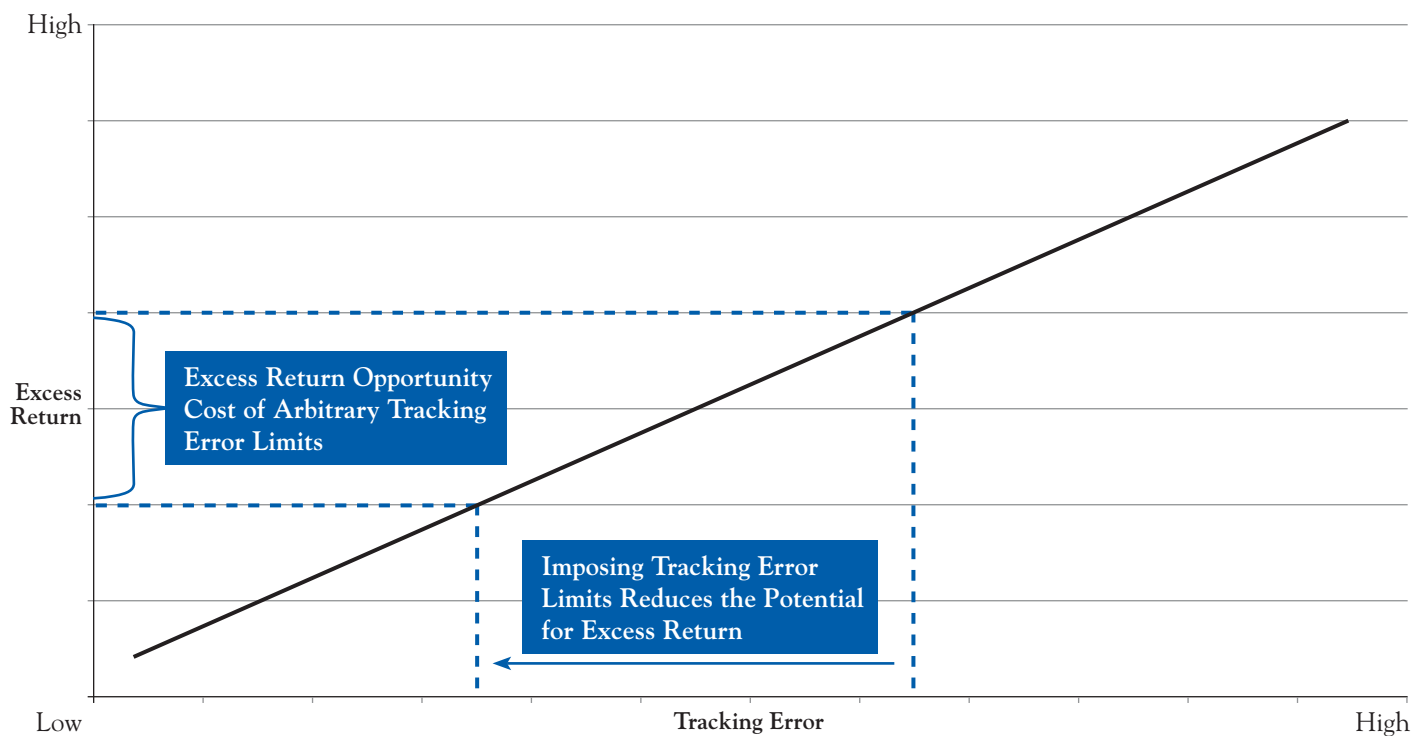 High
Excess Return Opportunity
Cost of Arbitrary Tracking
Error Limits
Excess
Return
Imposing Tracking Error
Limits Reduces the Potential
for Excess Return
Low
Tracking Error
High